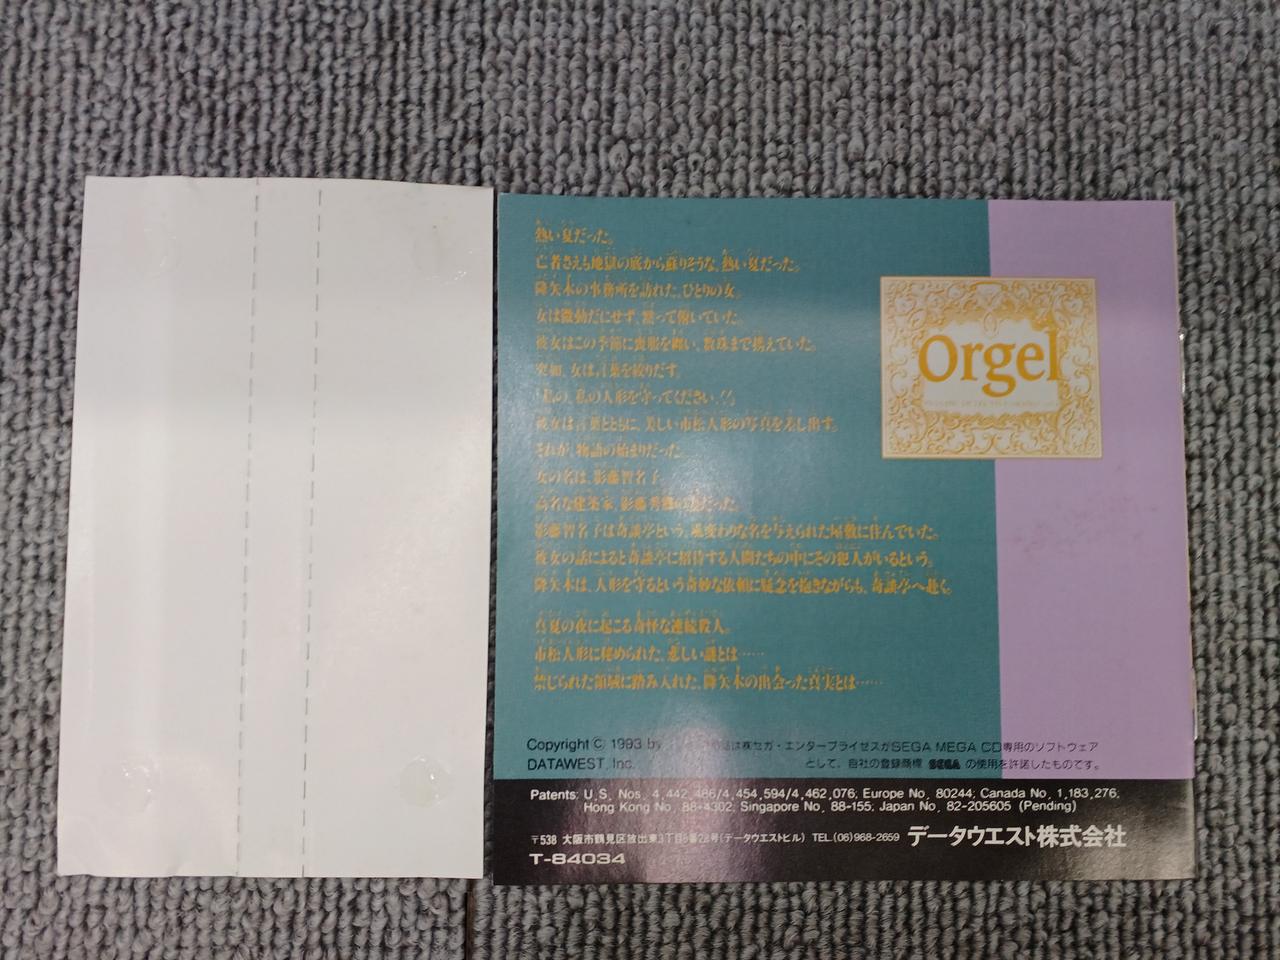 熱い夏だった。
亡者さえも地獄の底から蘇りそうな、熱い夏だった。
降矢木の事務所を訪れた、ひとりの女。
女は微動だにせず、黙って俯いていた。
彼女はこの季節に喪服を纏い、数珠まで携えていた。
突如、女は言葉を絞りだす。
「私の、私の人形を守ってください!」
彼女は言葉とともに、美しい市松人形の写真を差し出す。
それが、物語の始まりだった。
女の名は、影藤智名子。
高名な建築家、影藤秀 だった。
影藤智名子は奇談亭という、風変わりな名を与えられた屋敷に住んでいた。
彼女の話によると奇談亭に招待する人間たちの中にその犯人がいるという。
降矢木は、人形を守るという奇妙な依頼に疑念を抱きながらも、奇談亭へ赴く。
真夏の夜に起こる奇怪な連続殺人。
市松人形に秘められた、悲しい謎とは……
禁じられた領域に踏み入れた、降矢木の出会った真実とは……
Orgel
Copyright © 1993 by
DATAWEST, Inc.
は㈱セガ・エンタープライゼスがSEGA MEGA CD専用のソフトウェア
として、自社の登録商標 SEGA の使用を許諾したものです。
Patents: U.S. Nos. 4,442,486/4,454,594/4,462,076; Europe No. 80244; Canada No. 1,183,276;
Hong Kong No. 88-4302; Singapore No. 88-155; Japan No. 82-205605 (Pending)
〒538 大阪市鶴見区放出東3丁目 番28号(データウエストビル) TEL.(06)968-2659 データウエスト株式会社
T-84034